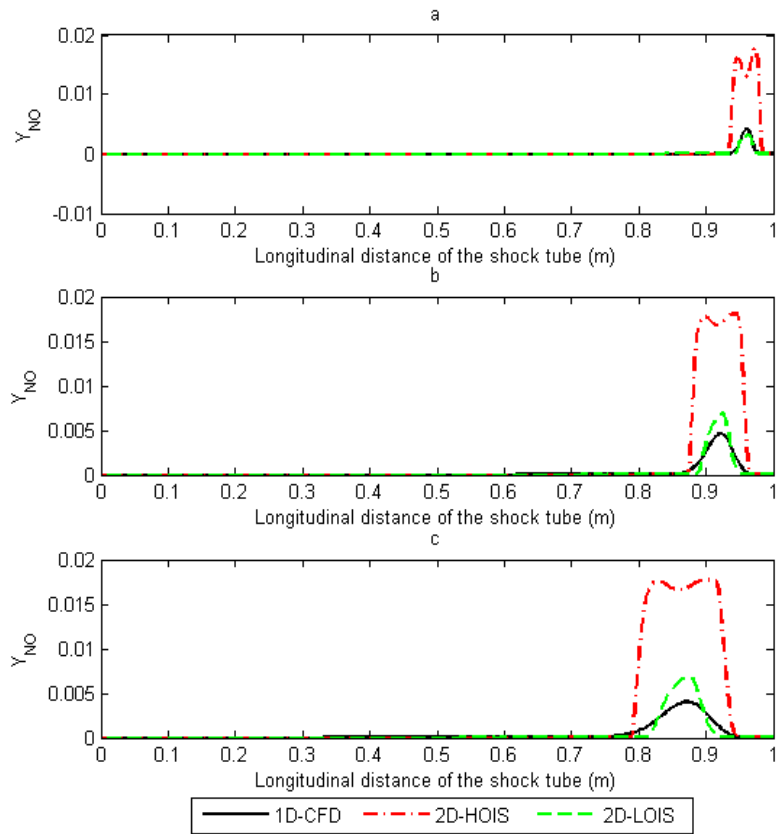 a
0.02
0.01
0
-0.01
Y_NO
0 0.1 0.2 0.3 0.4 0.5 0.6 0.7 0.8 0.9 1
Longitudinal distance of the shock tube (m)
b
0.02
0.015
0.01
0.005
0
Y_NO
0 0.1 0.2 0.3 0.4 0.5 0.6 0.7 0.8 0.9 1
Longitudinal distance of the shock tube (m)
c
0.02
0.015
0.01
0.005
0
Y_NO
0 0.1 0.2 0.3 0.4 0.5 0.6 0.7 0.8 0.9 1
Longitudinal distance of the shock tube (m)
1D-CFD 2D-HOIS 2D-LOIS